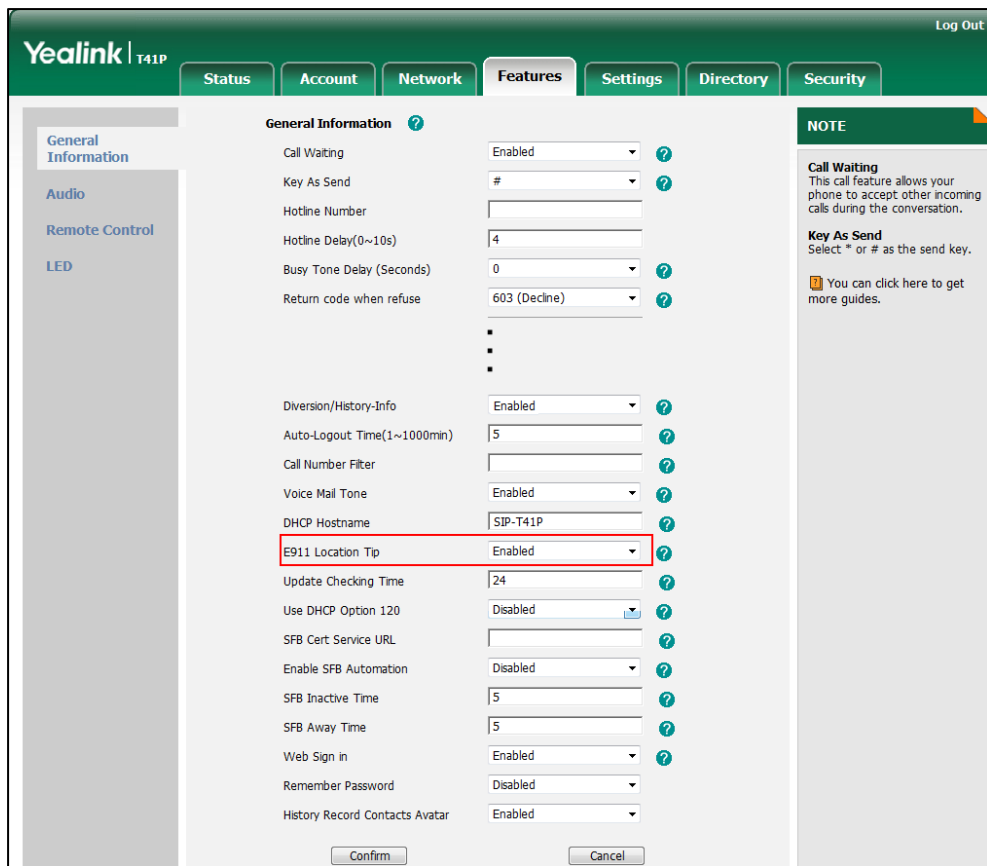 Log Out
Yealink | T41P
Status Account Network Features Settings Directory Security
General Information
Audio
Remote Control
LED
General Information ?
Call Waiting Enabled ?
Key As Send # ?
Hotline Number
Hotline Delay(0~10s) 4
Busy Tone Delay (Seconds) 0 ?
Return code when refuse 603 (Decline) ?
Diversion/History-Info Enabled ?
Auto-Logout Time(1~1000min) 5 ?
Call Number Filter ?
Voice Mail Tone Enabled ?
DHCP Hostname SIP-T41P ?
E911 Location Tip Enabled ?
Update Checking Time 24 ?
Use DHCP Option 120 Disabled ?
SFB Cert Service URL ?
Enable SFB Automation Disabled ?
SFB Inactive Time 5 ?
SFB Away Time 5 ?
Web Sign in Enabled ?
Remember Password Disabled
History Record Contacts Avatar Enabled
Confirm Cancel
NOTE
Call Waiting
This call feature allows your
phone to accept other incoming
calls during the conversation.
Key As Send
Select * or # as the send key.
? You can click here to get
more guides.